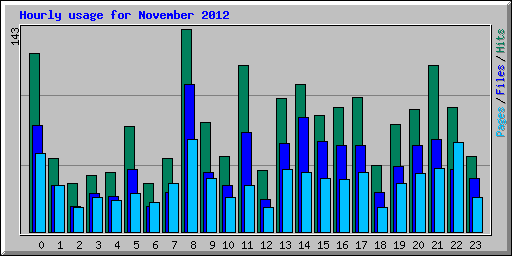 Hourly usage for November 2012
143
Pages / Files / Hits
0 1 2 3 4 5 6 7 8 9 10 11 12 13 14 15 16 17 18 19 20 21 22 23